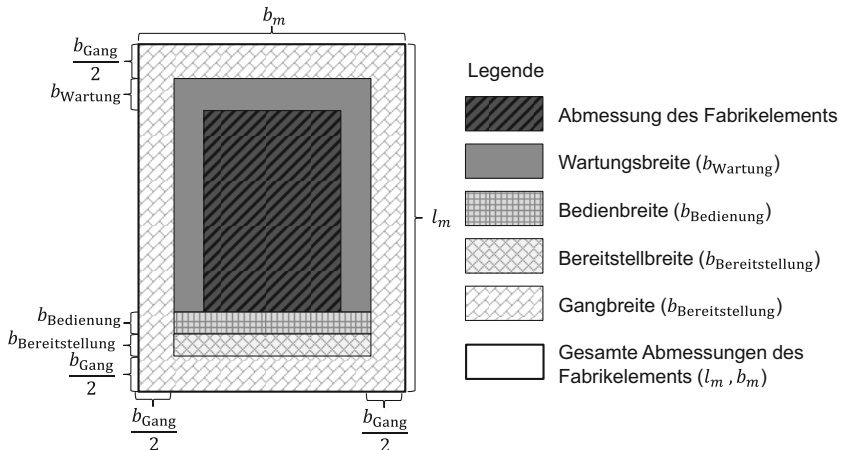 b_m
b_Gang
2
b_Wartung
l_m
b_Bedienung
b_Bereitstellung
b_Gang
2
b_Gang
2
b_Gang
2
Legende
Abmessung des Fabrikelements
Wartungsbreite (b_Wartung)
Bedienbreite (b_Bedienung)
Bereitstellbreite (b_Bereitstellung)
Gangbreite (b_Bereitstellung)
Gesamte Abmessungen des
Fabrikelements (l_m , b_m)